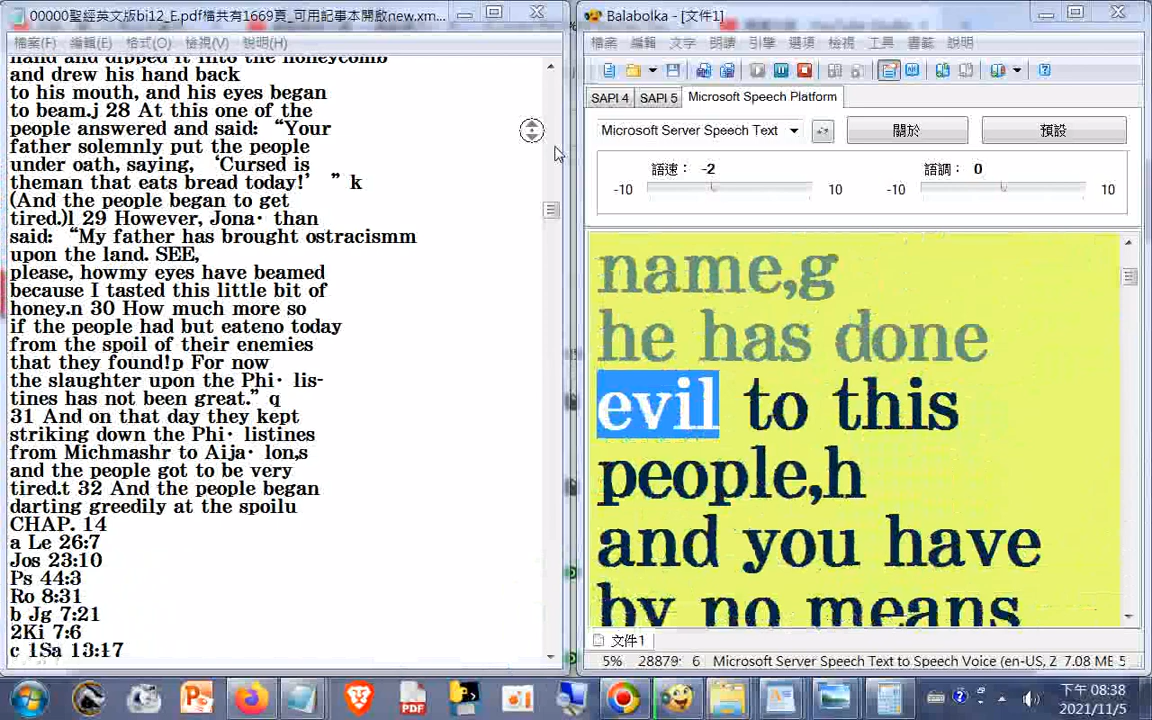 00000聖經英文版bi12_E.pdf檔共有1669頁_可用記事本開啟new.xm...
檔案(F) 編輯(E) 格式(O) 檢視(V) 說明(H)
hand and dipped it into the honeycomb
and drew his hand back
to his mouth, and his eyes began
to beam.j 28 At this one of the
people answered and said: “Your
father solemnly put the people
under oath, saying, ‘Cursed is
theman that eats bread today!’ ”k
(And the people began to get
tired.)l 29 However, Jona· than
said: “My father has brought ostracismm
upon the land. SEE,
please, howmy eyes have beamed
because I tasted this little bit of
honey.n 30 How much more so
if the people had but eateno today
from the spoil of their enemies
that they found!p For now
the slaughter upon the Phi· lis-
tines has not been great.”q
31 And on that day they kept
striking down the Phi· listines
from Michmashr to Aija· lon,s
and the people got to be very
tired.t 32 And the people began
darting greedily at the spoilu
CHAP. 14
a Le 26:7
Jos 23:10
Ps 44:3
Ro 8:31
b Jg 7:21
2Ki 7:6
c 1Sa 13:17
Balabolka - [文件1]
檔案 編輯 文字 朗讀 引擎 選項 檢視 工具 書籤 說明
SAPI 4 SAPI 5 Microsoft Speech Platform
Microsoft Server Speech Text 關於 預設
語速： -2 語調： 0
-10 10 -10 10
name,g
he has done
evil to this
people,h
and you have
by no means
文件1
5% 28879: 6 Microsoft Server Speech Text to Speech Voice (en-US, Z 7.08 MB 5
下午 08:38
2021/11/5